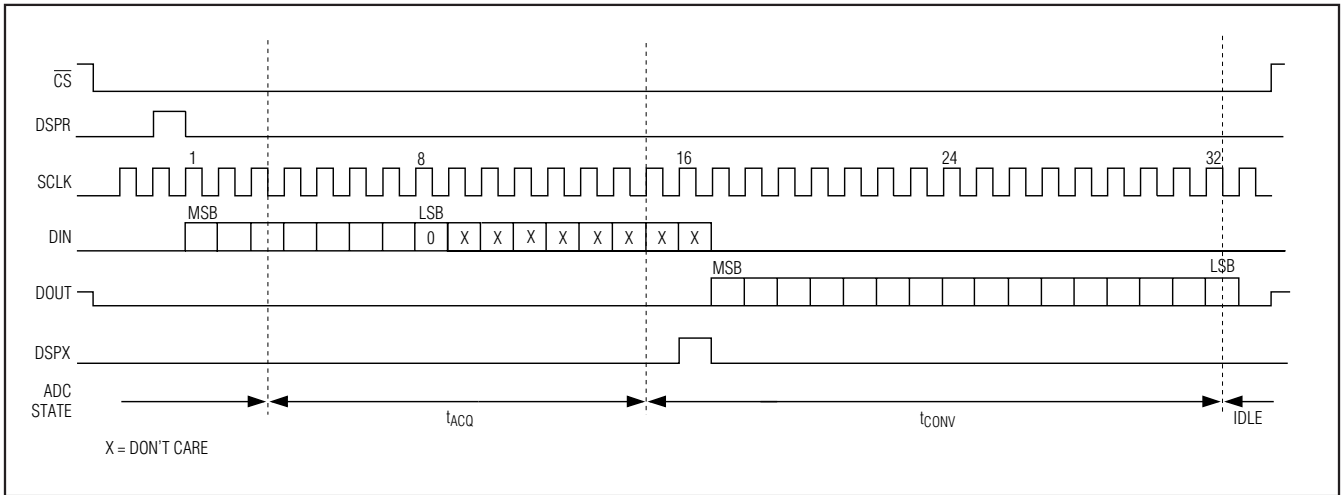 CS
DSPR
1 8 16 24 32
SCLK
MSB LSB
DIN 0 X X X X X X X X
MSB LSB
DOUT
DSPX
ADC
STATE
tACQ tCONV IDLE
X = DON'T CARE